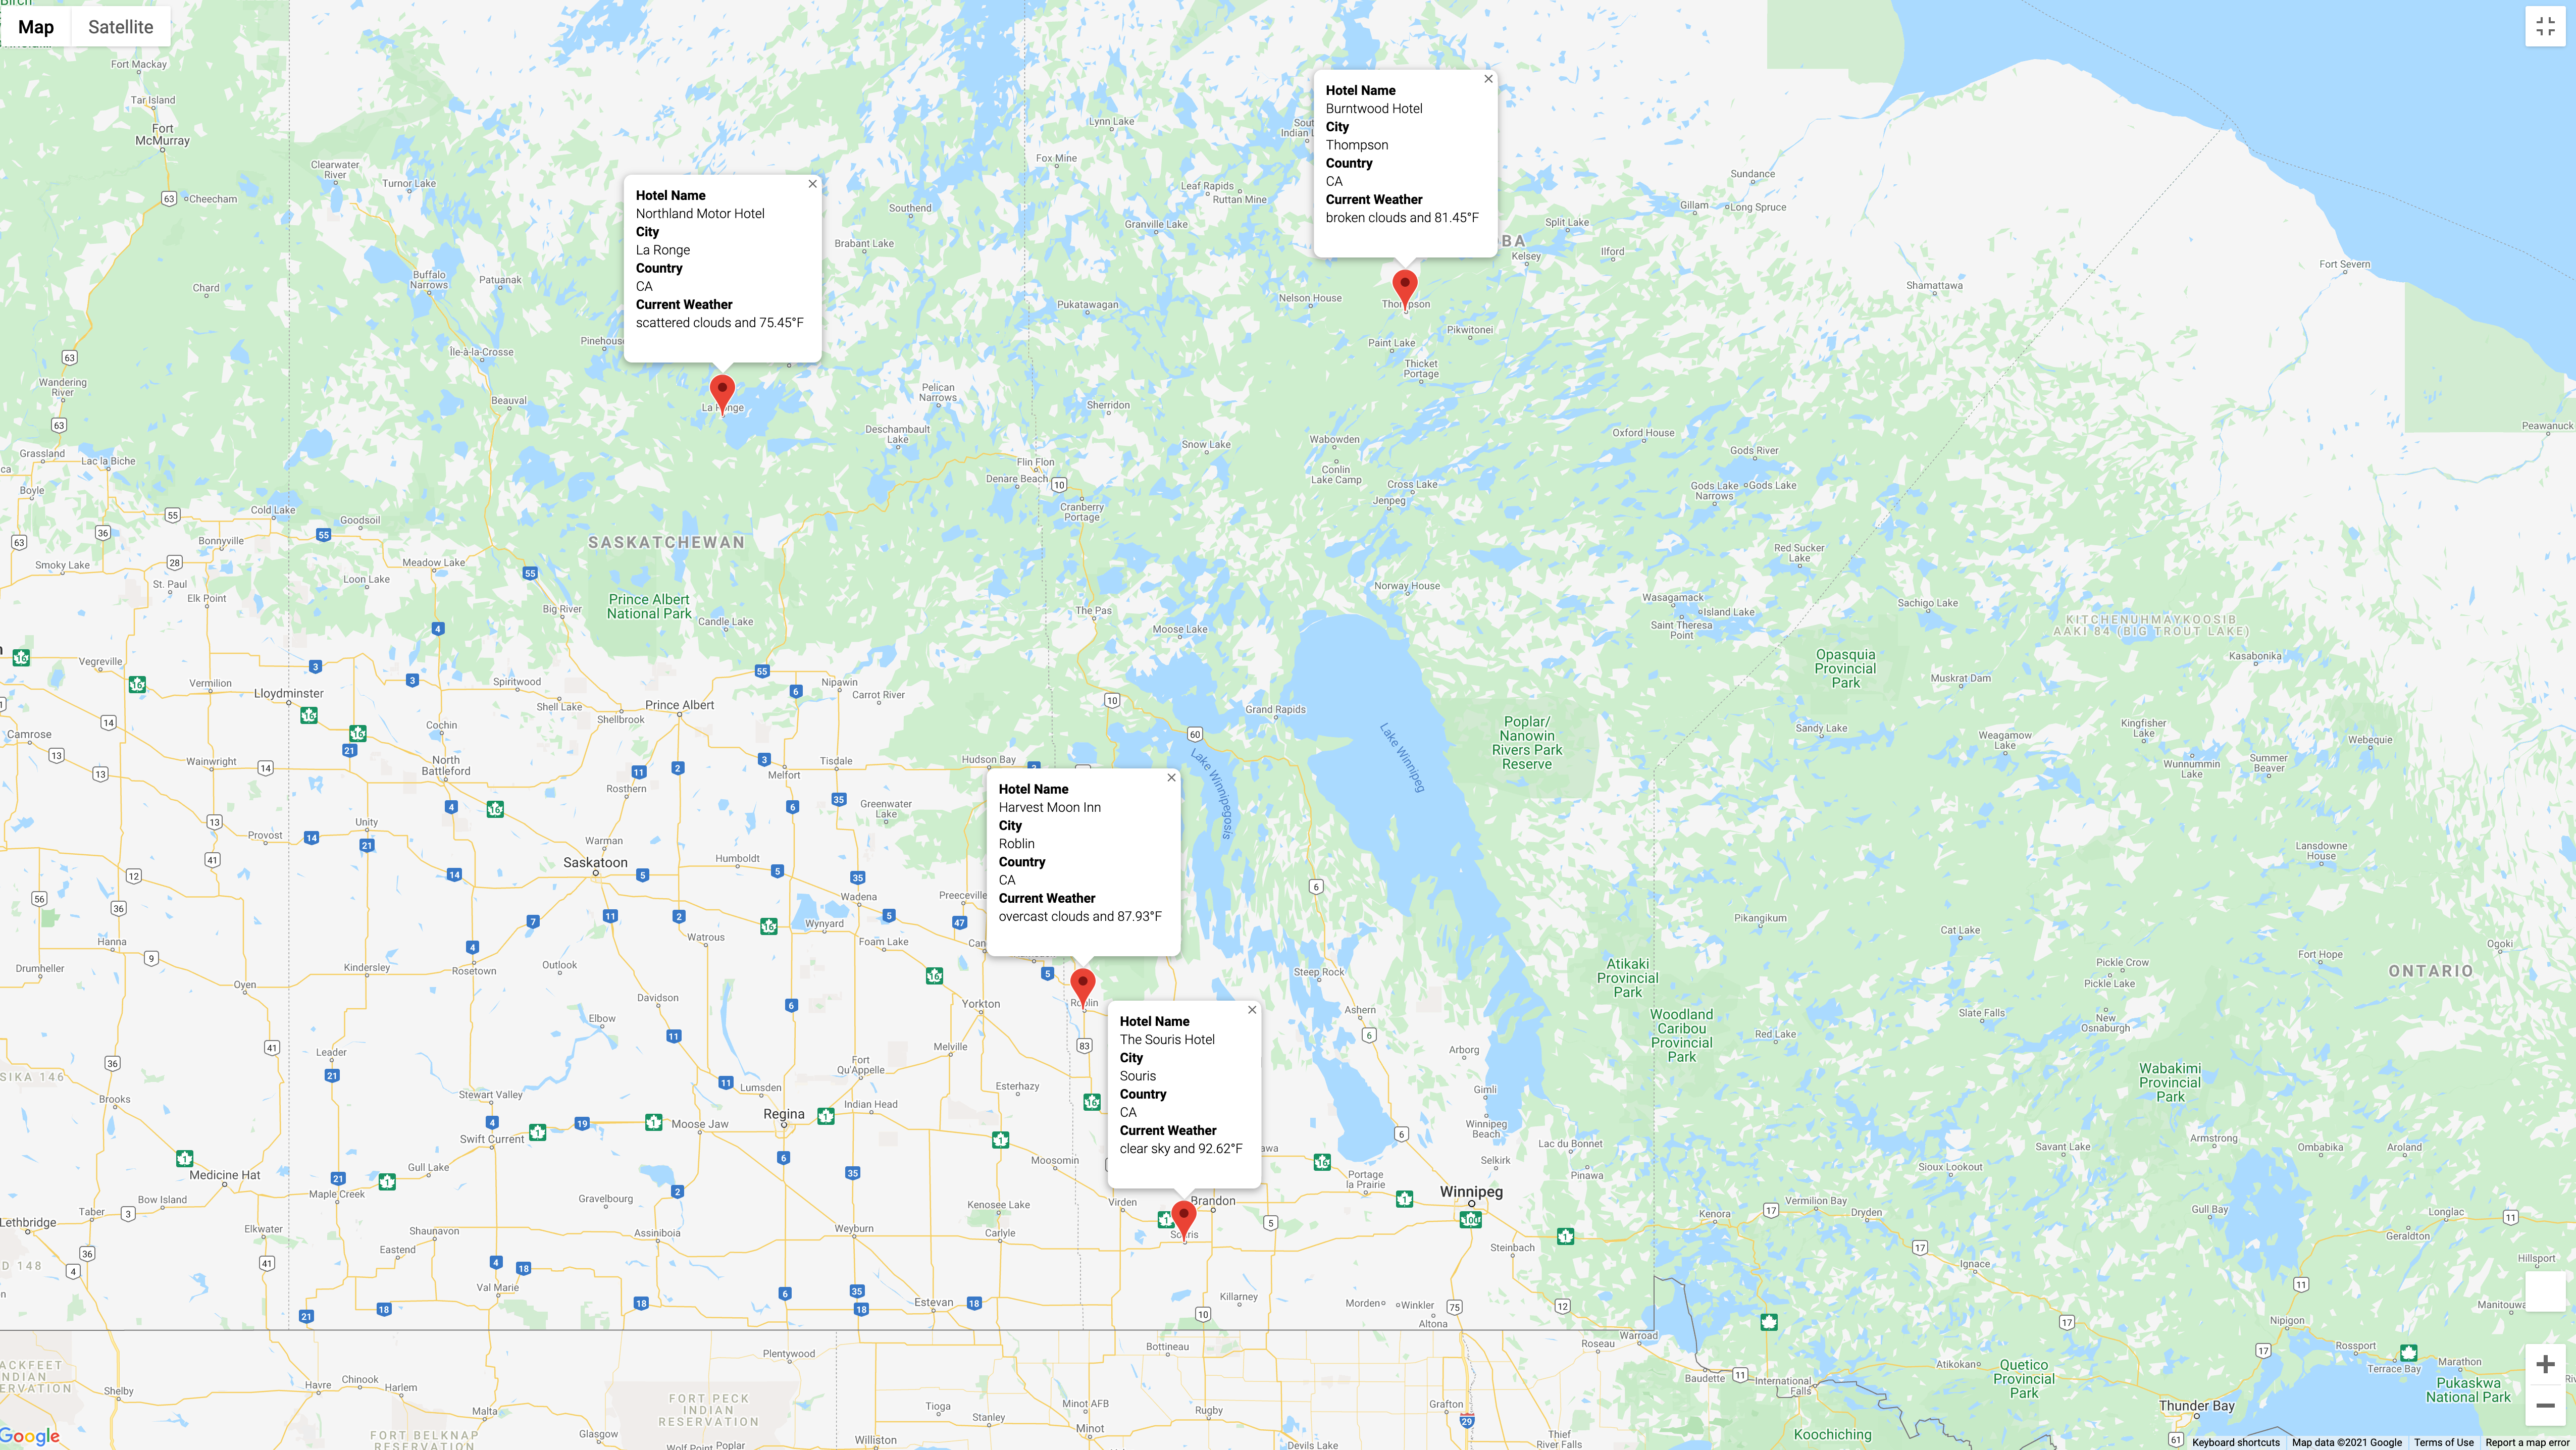 Map
Satellite
Fort Mackay
Tar Island
Fort
McMurray
63
Cheecham
Clearwater
River
Turnor Lake
Buffalo
Narrows
Patuanak
Chard
Île-à-la-Crosse
Wandering
River
Beauval
Grassland
Lac la Biche
Boyle
Cold Lake
Goodsoil
Bonnyville
Smoky Lake
St. Paul
Elk Point
Loon Lake
Meadow Lake
Big River
SASKATCHEWAN
Prince Albert
National Park
Candle Lake
Hotel Name
Northland Motor Hotel
City
La Ronge
Country
CA
Current Weather
scattered clouds and 75.45°F
Hotel Name
Burntwood Hotel
City
Thompson
Country
CA
Current Weather
broken clouds and 81.45°F
Lynn Lake
Fox Mine
Leaf Rapids
Ruttan Mine
Southend
Granville Lake
Brabant Lake
Pukatawagan
Nelson House
Paint Lake
Pikwitonei
Thicket
Portage
Split Lake
Kelsey
Ilford
Sundance
Gillam
Long Spruce
Shamattawa
Fort Severn
Peawanuck
Pelican
Narrows
Sherridon
Deschambault
Lake
Snow Lake
Wabowden
Conlin
Lake Camp
Flin Flon
Denare Beach
Cranberry
Portage
Cross Lake
Jenpeg
Oxford House
Gods River
Gods Lake
Narrows
Gods Lake
Red Sucker
Lake
Norway House
Wasagamack
Island Lake
Saint Theresa
Point
Sachigo Lake
KITCHENUHMAYKOOSIB
AAKI 84 (BIG TROUT LAKE)
Kasabonika
The Pas
Moose Lake
Opasquia
Provincial
Park
Muskrat Dam
Vegreville
Vermilion
Lloydminster
Spiritwood
Shell Lake
Shellbrook
Prince Albert
Nipawin
Carrot River
Camrose
Wainwright
Cochin
North
Battleford
Rosthern
Melfort
Tisdale
Hudson Bay
Greenwater
Lake
Grand Rapids
Lake Winnipegosis
Lake Winnipeg
Poplar/
Nanowin
Rivers Park
Reserve
Sandy Lake
Weagamow
Lake
Kingfisher
Lake
Wunnummin
Lake
Summer
Beaver
Webequie
Lansdowne
House
Provost
Unity
Warman
Saskatoon
Humboldt
Wadena
Preeceville
Watrous
Wynyard
Foam Lake
Hanna
Drumheller
Oyen
Kindersley
Rosetown
Outlook
Davidson
Elbow
Yorkton
Melville
Hotel Name
Harvest Moon Inn
City
Roblin
Country
CA
Current Weather
overcast clouds and 87.93°F
Hotel Name
The Souris Hotel
City
Souris
Country
CA
Current Weather
clear sky and 92.62°F
Steep Rock
Ashern
Arborg
Gimli
Winnipeg
Beach
Selkirk
Lac du Bonnet
Pinawa
Atikaki
Provincial
Park
Woodland
Caribou
Provincial
Park
Pikangikum
Red Lake
Cat Lake
Slate Falls
Pickle Crow
Pickle Lake
New
Osnaburgh
Fort Hope
Ogoki
ONTARIO
Wabakimi
Provincial
Park
Savant Lake
Armstrong
Ombabika
Aroland
Sioux Lookout
SIKA 146
Brooks
Leader
Stewart Valley
Swift Current
Lumsden
Regina
Moose Jaw
Fort
Qu'Appelle
Indian Head
Esterhazy
Moosomin
Medicine Hat
Bow Island
Gull Lake
Maple Creek
Gravelbourg
Kenosee Lake
Virden
Brandon
Portage
la Prairie
Winnipeg
Lethbridge
Taber
Elkwater
Shaunavon
Eastend
Assiniboia
Weyburn
Carlyle
Steinbach
Kenora
Vermilion Bay
Dryden
Gull Bay
Longlac
Geraldton
Hillsport
Ignace
Val Marie
Estevan
Killarney
Morden
Winkler
Altona
Manitouwa
Nipigon
Rossport
Terrace Bay
Marathon
Plentywood
Bottineau
Roseau
Warroad
Baudette
International
Falls
Atikokan
Quetico
Provincial
Park
Pukaskwa
National Park
Thunder Bay
Shelby
Havre
Chinook
Harlem
Malta
FORT PECK
INDIAN
RESERVATION
FORT BELKNAP
RESERVATION
Glasgow
Wolf Point
Poplar
Williston
Tioga
Stanley
Minot AFB
Minot
Rugby
Devils Lake
Grafton
Thief
River Falls
Koochiching
Google
Keyboard shortcuts
Map data ©2021 Google
Terms of Use
Report a map error